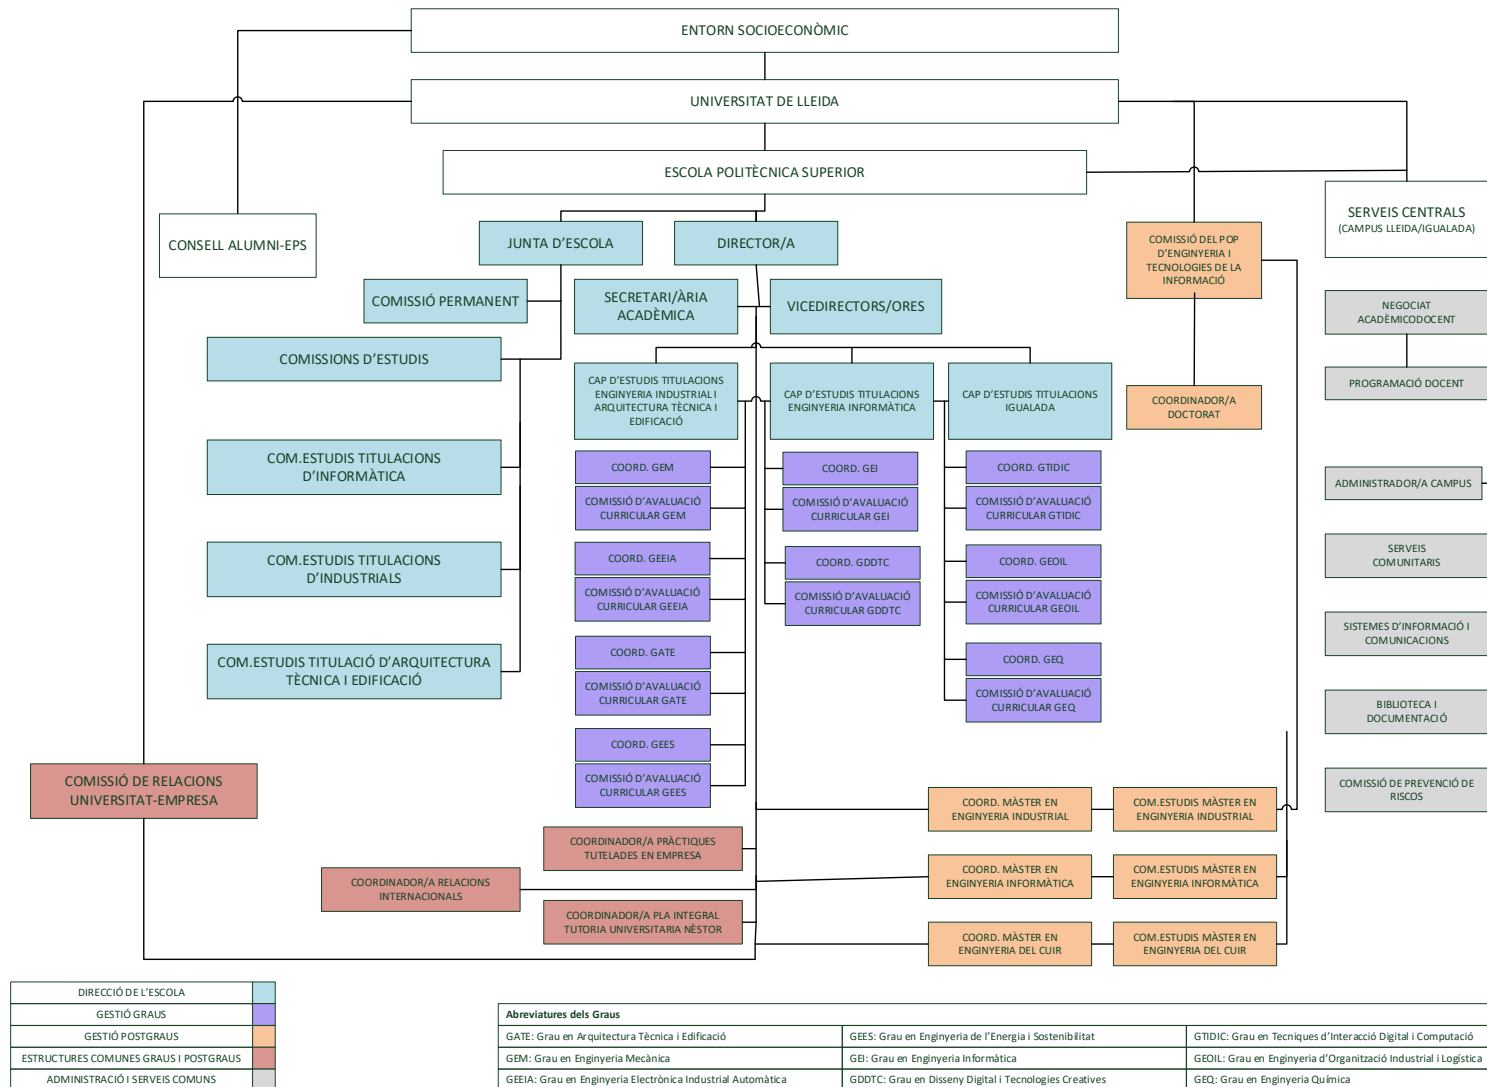 ENTORN SOCIOECONÒMIC
UNIVERSITAT DE LLEIDA
ESCOLA POLITÈCNICA SUPERIOR
CONSELL ALUMNI-EPS
JUNTA D'ESCOLA
DIRECTOR/A
COMISSIÓ DEL POP
D'ENGINYERIA I
TECNOLOGIES DE LA
INFORMACIÓ
SERVEIS CENTRALS
(CAMPUS LLEIDA/IGUALADA)
COMISSIÓ PERMANENT
SECRETARI/ÀRIA
ACADÈMICA
VICEDIRECTORS/ORES
NEGOCIAT
ACADÈMICODOCENT
COMISSIONS D'ESTUDIS
CAP D'ESTUDIS TITULACIONS
ENGINYERIA INDUSTRIAL I
ARQUITECTURA TÈCNICA I
EDIFICACIÓ
CAP D'ESTUDIS TITULACIONS
ENGINYERIA INFORMÀTICA
CAP D'ESTUDIS TITULACIONS
IGUALADA
COORDINADOR/A
DOCTORAT
PROGRAMACIÓ DOCENT
COM.ESTUDIS TITULACIONS
D'INFORMÀTICA
COM.ESTUDIS TITULACIONS
D'INDUSTRIALS
COM.ESTUDIS TITULACIÓ D'ARQUITECTURA
TÈCNICA I EDIFICACIÓ
COORD. GEM
COMISSIÓ D'AVALUACIÓ
CURRICULAR GEM
COORD. GEEIA
COMISSIÓ D'AVALUACIÓ
CURRICULAR GEEIA
COORD. GATE
COMISSIÓ D'AVALUACIÓ
CURRICULAR GATE
COORD. GEES
COMISSIÓ D'AVALUACIÓ
CURRICULAR GEES
COORD. GEI
COMISSIÓ D'AVALUACIÓ
CURRICULAR GEI
COORD. GDDTC
COMISSIÓ D'AVALUACIÓ
CURRICULAR GDDTC
COORD. GTIDIC
COMISSIÓ D'AVALUACIÓ
CURRICULAR GTIDIC
COORD. GEOIL
COMISSIÓ D'AVALUACIÓ
CURRICULAR GEOIL
COORD. GEQ
COMISSIÓ D'AVALUACIÓ
CURRICULAR GEQ
ADMINISTRADOR/A CAMPUS
SERVEIS
COMUNITARIS
SISTEMES D'INFORMACIÓ I
COMUNICACIONS
BIBLIOTECA I
DOCUMENTACIÓ
COMISSIÓ DE PREVENCIÓ DE
RISCOS
COMISSIÓ DE RELACIONS
UNIVERSITAT-EMPRESA
COORDINADOR/A PRÀCTIQUES
TUTELADES EN EMPRESA
COORDINADOR/A RELACIONS
INTERNACIONALS
COORDINADOR/A PLA INTEGRAL
TUTORIA UNIVERSITARIA NÈSTOR
COORD. MÀSTER EN
ENGINYERIA INDUSTRIAL
COM.ESTUDIS MÀSTER EN
ENGINYERIA INDUSTRIAL
COORD. MÀSTER EN
ENGINYERIA INFORMÀTICA
COM.ESTUDIS MÀSTER EN
ENGINYERIA INFORMÀTICA
COORD. MÀSTER EN
ENGINYERIA DEL CUIR
COM.ESTUDIS MÀSTER EN
ENGINYERIA DEL CUIR
DIRECCIÓ DE L'ESCOLA
GESTIÓ GRAUS
GESTIÓ POSTGRAUS
ESTRUCTURES COMUNES GRAUS I POSTGRAUS
ADMINISTRACIÓ I SERVEIS COMUNS
Abreviatures dels Graus
GATE: Grau en Arquitectura Tècnica i Edificació
GEES: Grau en Enginyeria de l'Energia i Sostenibilitat
GTIDIC: Grau en Tecniques d'Interacció Digital i Computació
GEM: Grau en Enginyeria Mecànica
GEI: Grau en Enginyeria Informàtica
GEOIL: Grau en Enginyeria d'Organització Industrial i Logística
GEEIA: Grau en Enginyeria Electrònica Industrial Automàtica
GDDTC: Grau en Disseny Digital i Tecnologies Creatives
GEQ: Grau en Enginyeria Química